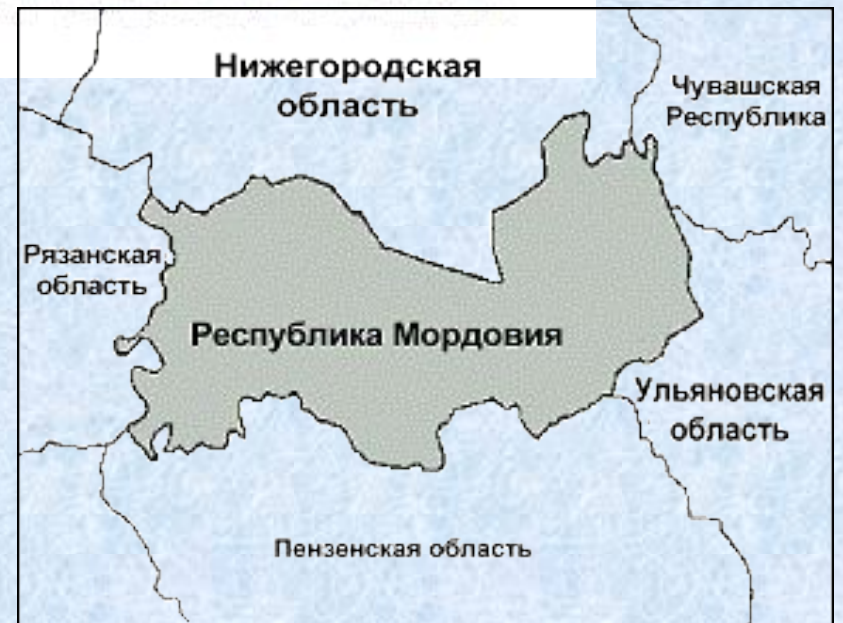 Нижегородская
область
Чувашская
Республика
Рязанская
область
Республика Мордовия
Ульяновская
область
Пензенская область